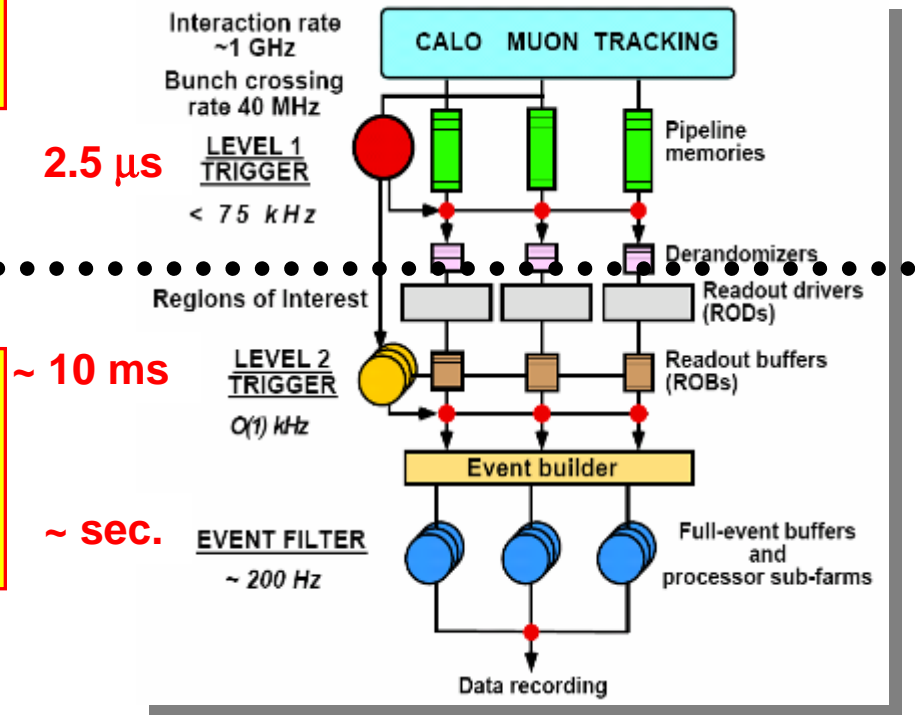 Interaction rate
~1 GHz
CALO MUON TRACKING
Bunch crossing
rate 40 MHz
Pipeline
memories
2.5 μs
LEVEL 1
TRIGGER
< 75 kHz
Derandomizers
Regions of Interest
Readout drivers
(RODs)
~ 10 ms
LEVEL 2
TRIGGER
Readout buffers
(ROBs)
O(1) kHz
Event builder
~ sec.
EVENT FILTER
~ 200 Hz
Full-event buffers
and
processor sub-farms
Data recording